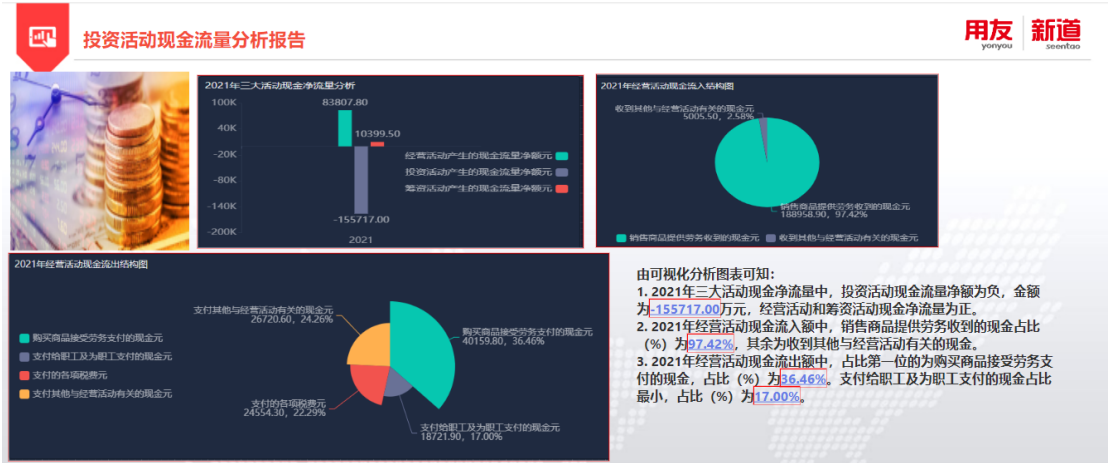 投资活动现金流量分析报告
用友 新道
yonyou seentao
2021年三大活动现金净流量分析
100K
40K
-20K
-80K
-140K
-200K
83807.80
10399.50
-155717.00
2021
经营活动产生的现金流量净额元
投资活动产生的现金流量净额元
筹资活动产生的现金流量净额元
2021年经营活动现金流入结构图
收到其他与经营活动有关的现金元
5005.50, 2.58%
销售商品提供劳务收到的现金元
188958.90, 97.42%
销售商品提供劳务收到的现金元 收到其他与经营活动有关的现金元
2021年经营活动现金流出结构图
购买商品接受劳务支付的现金元
支付给职工及为职工支付的现金元
支付的各项税费元
支付其他与经营活动有关的现金元
支付其他与经营活动有关的现金元
26720.60, 24.26%
购买商品接受劳务支付的现金元
40159.80, 36.46%
支付的各项税费元
24554.30, 22.29%
支付给职工及为职工支付的现金元
18721.90, 17.00%
由可视化分析图表可知：
1. 2021年三大活动现金净流量中，投资活动现金流量净额为负，金额
为-155717.00万元，经营活动和筹资活动现金净流量为正。
2. 2021年经营活动现金流入额中，销售商品提供劳务收到的现金占比
（%）为97.42%，其余为收到其他与经营活动有关的现金。
3. 2021年经营活动现金流出额中，占比第一位的为购买商品接受劳务支
付的现金，占比（%）为36.46%。支付给职工及为职工支付的现金占比
最小，占比（%）为17.00%。